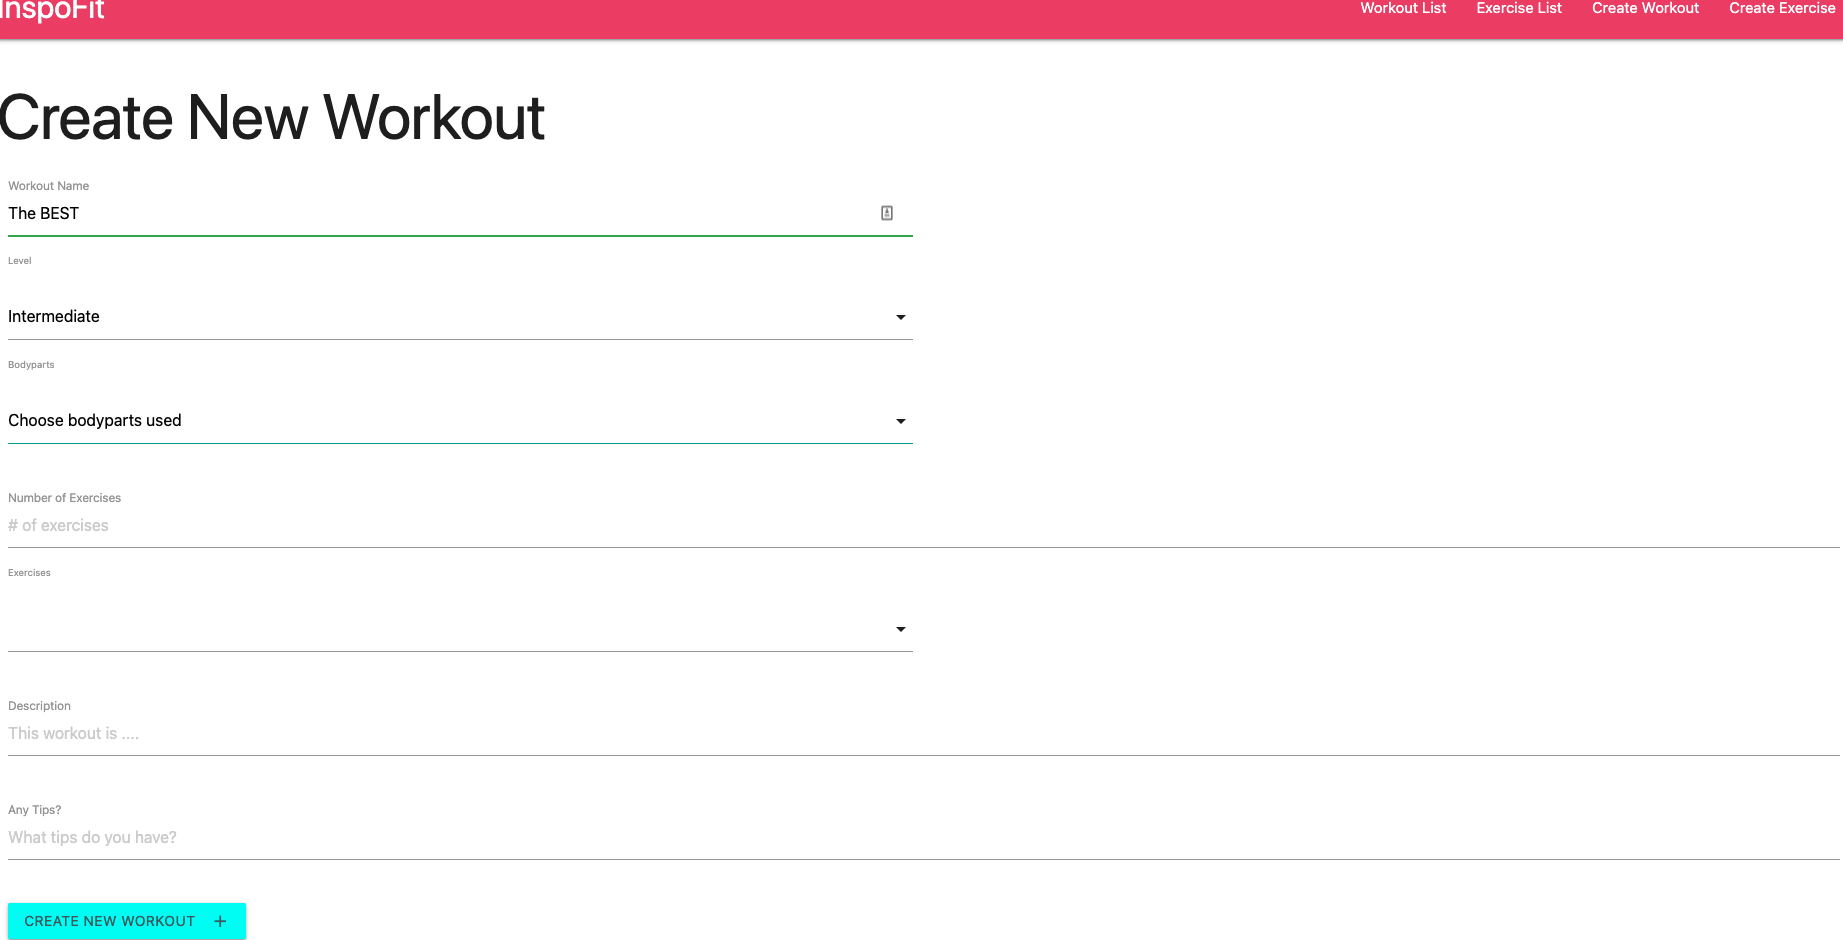 InspoFit
Workout List Exercise List Create Workout Create Exercise
Create New Workout
Workout Name
The BEST
Level
Intermediate
Bodyparts
Choose bodyparts used
Number of Exercises
# of exercises
Exercises
Description
This workout is ....
Any Tips?
What tips do you have?
CREATE NEW WORKOUT +